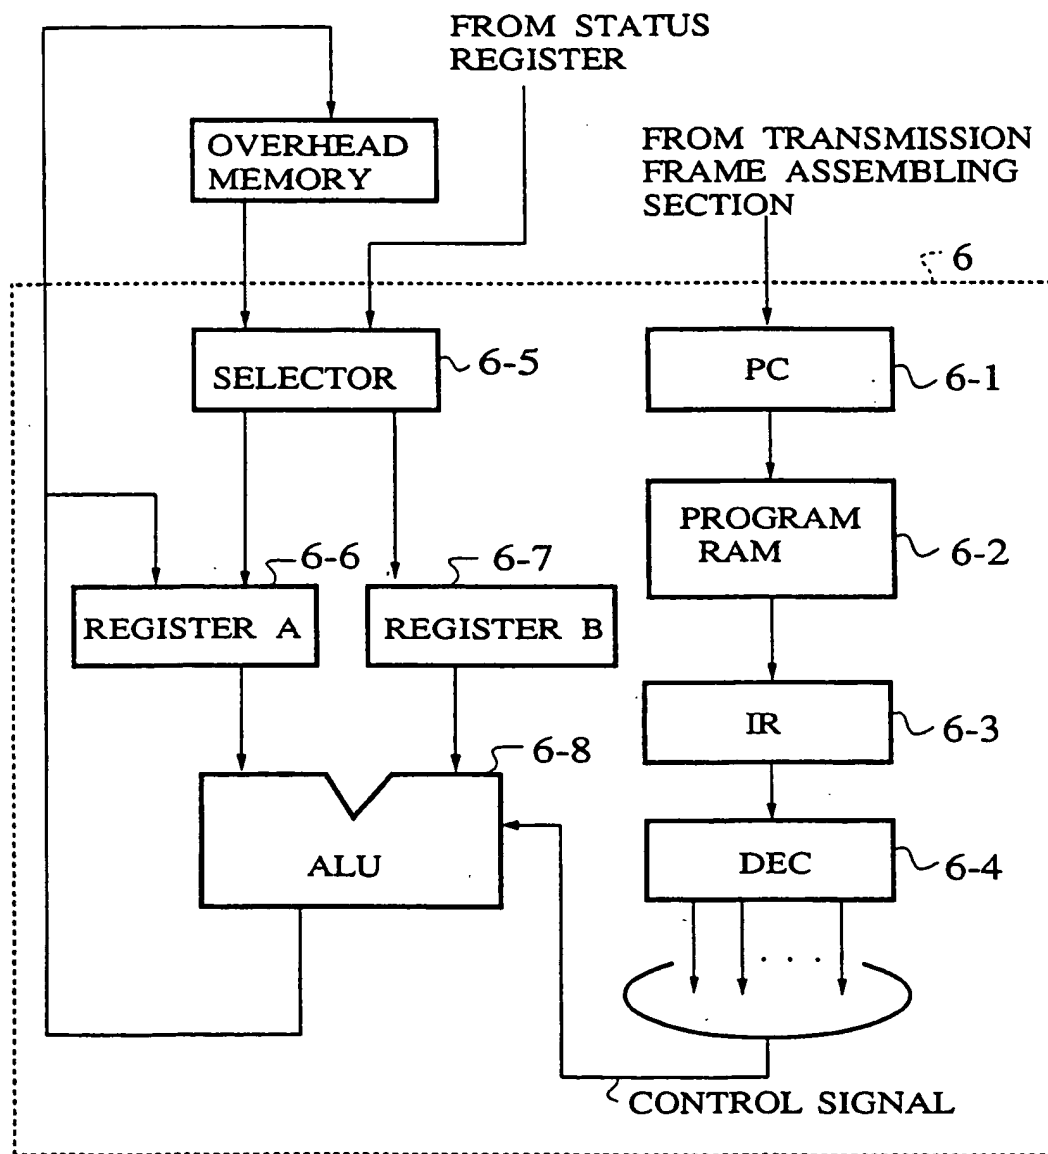 FROM STATUS
REGISTER
OVERHEAD
MEMORY
FROM TRANSMISSION
FRAME ASSEMBLING
SECTION
6
SELECTOR
6-5
PC
6-1
PROGRAM
RAM
6-2
6-6
6-7
REGISTER A
REGISTER B
IR
6-3
6-8
ALU
DEC
6-4
. . . .
CONTROL SIGNAL